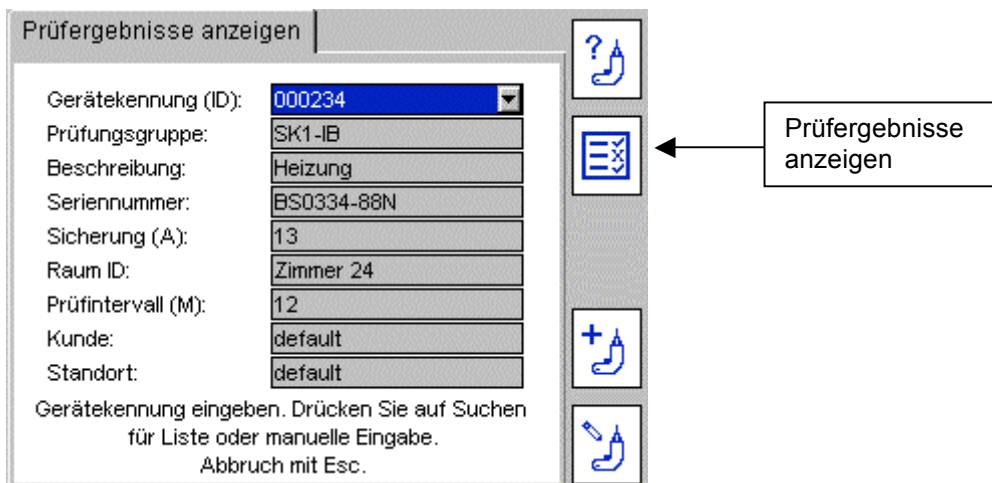 Prüfergebnisse anzeigen
Gerätekennung (ID): 000234
Prüfungsgruppe: SK1-IB
Beschreibung: Heizung
Seriennummer: BS0334-88N
Sicherung (A): 13
Raum ID: Zimmer 24
Prüfintervall (M): 12
Kunde: default
Standort: default
Gerätekennung eingeben. Drücken Sie auf Suchen
für Liste oder manuelle Eingabe.
Abbruch mit Esc.
Prüfergebnisse
anzeigen